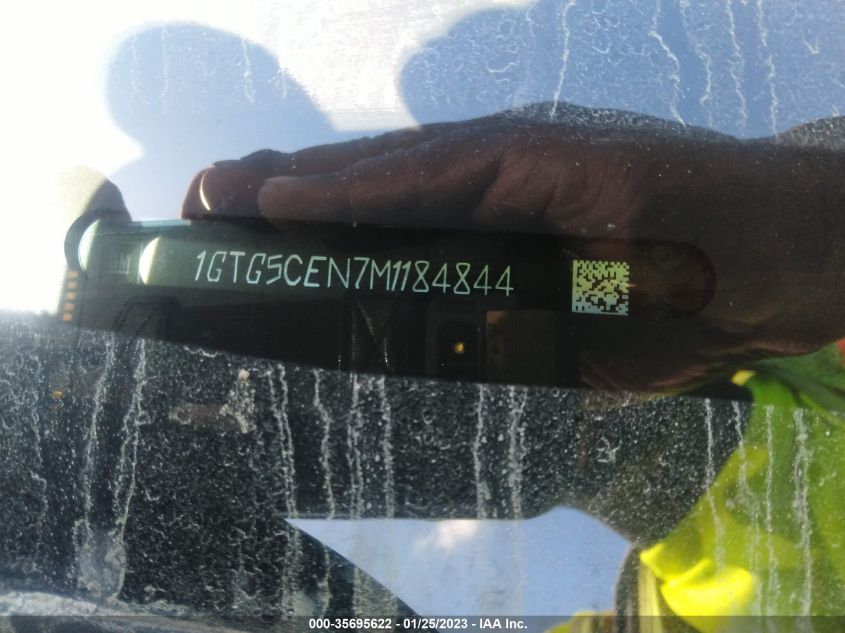 1GTG5CEN7M1184844
000-35695622 - 01/25/2023 - IAA Inc.